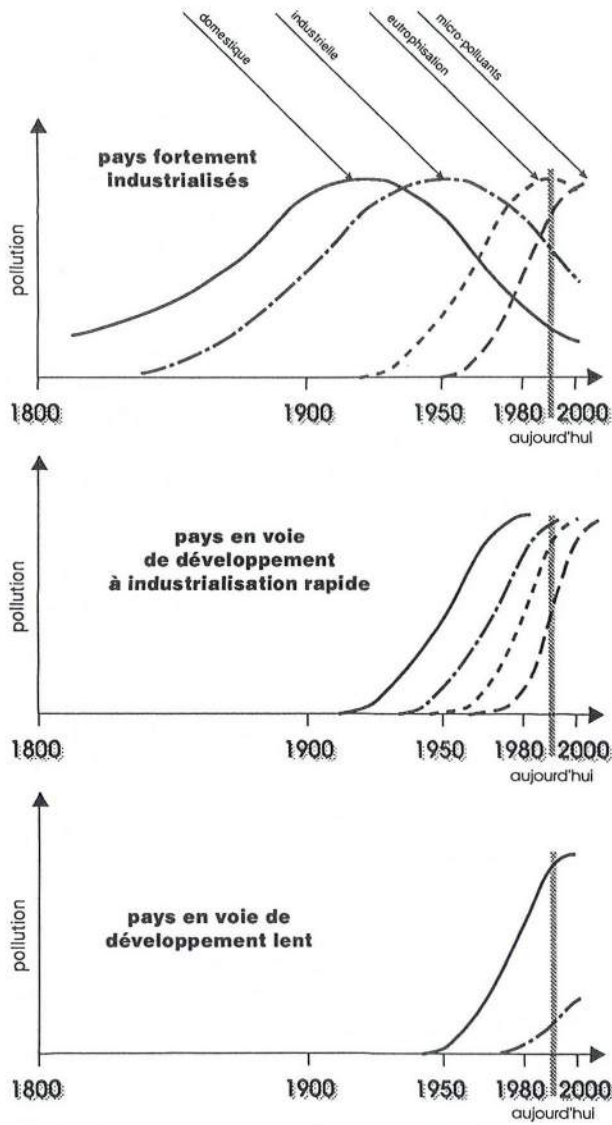 domestique
industrielle
eutrophisation
micro-polluants
pays fortement
industrialisés
pollution
1800 1900 1950 1980 2000
aujourd'hui
pays en voie
de développement
à industrialisation rapide
pollution
1800 1900 1950 1980 2000
aujourd'hui
pays en voie de
développement lent
pollution
1800 1900 1950 1980 2000
aujourd'hui